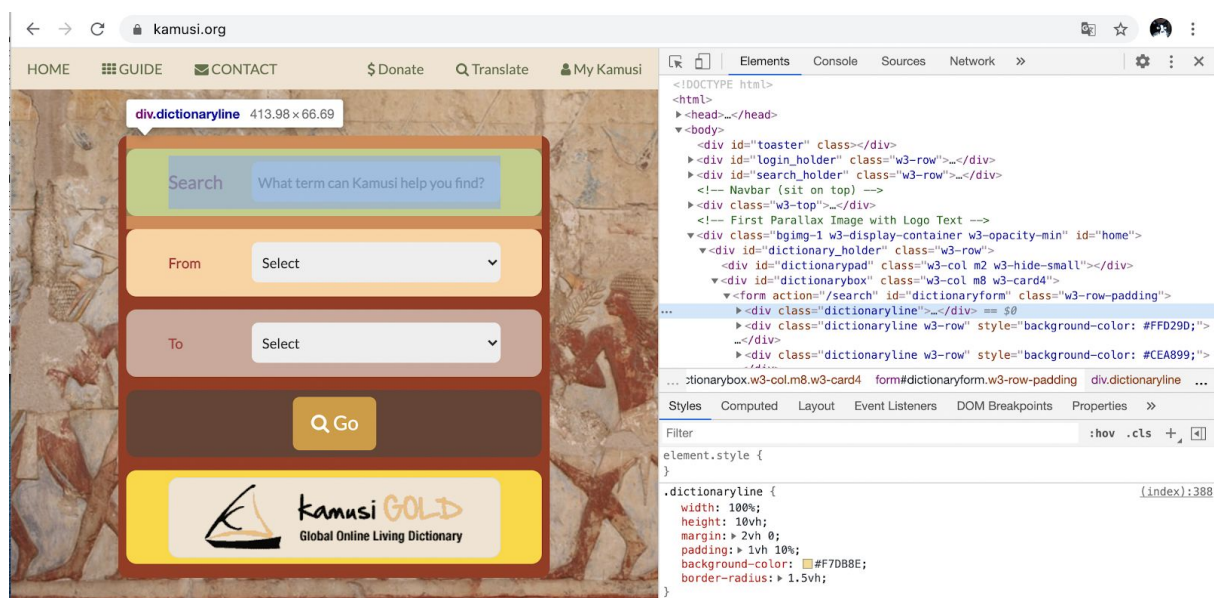 kamusi.org
HOME GUIDE CONTACT $ Donate Translate My Kamusi
div.dictionaryline 413.98 × 66.69
Search What term can Kamusi help you find?
From Select
To Select
Go
kamusi GOLD
Global Online Living Dictionary
Elements Console Sources Network »
<!DOCTYPE html>
<html>
▶<head>…</head>
▼<body>
<div id="toaster" class></div>
▶<div id="login_holder" class="w3-row">…</div>
▶<div id="search_holder" class="w3-row">…</div>
<!-- Navbar (sit on top) -->
▶<div class="w3-top">…</div>
<!-- First Parallax Image with Logo Text -->
▼<div class="bgimg-1 w3-display-container w3-opacity-min" id="home">
▼<div id="dictionary_holder" class="w3-row">
<div id="dictionarypad" class="w3-col m2 w3-hide-small"></div>
▼<div id="dictionarybox" class="w3-col m8 w3-card4">
▼<form action="/search" id="dictionaryform" class="w3-row-padding">
… ▶<div class="dictionaryline">…</div> == $0
▶<div class="dictionaryline w3-row" style="background-color: #FFD29D;">
…</div>
▶<div class="dictionaryline w3-row" style="background-color: #CEA899;">
... ctionarybox.w3-col.m8.w3-card4 form#dictionaryform.w3-row-padding div.dictionaryline ...
Styles Computed Layout Event Listeners DOM Breakpoints Properties »
Filter :hov .cls +
element.style {
}
.dictionaryline { (index):388
width: 100%;
height: 10vh;
margin: ▶ 2vh 0;
padding: ▶ 1vh 10%;
background-color: #F7DB8E;
border-radius: ▶ 1.5vh;
}